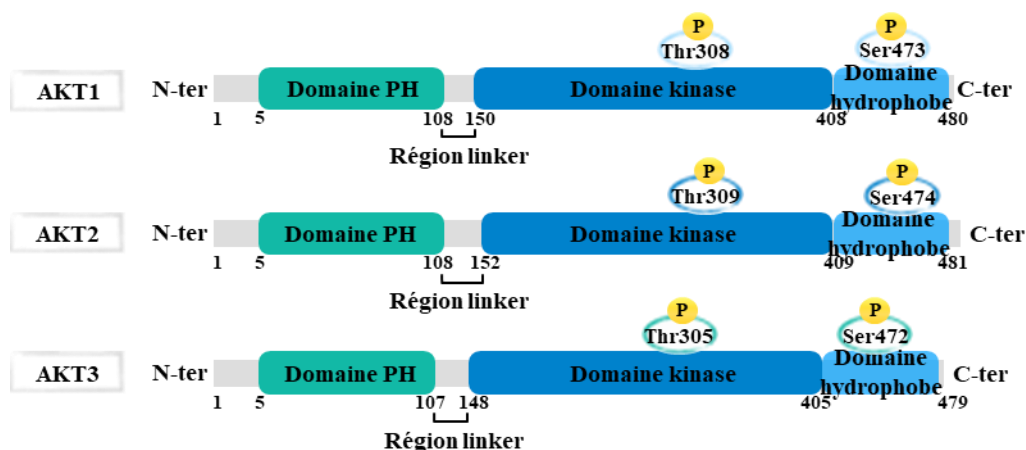 P P
Thr308 Ser473
AKT1 N-ter Domaine PH Domaine kinase Domaine hydrophobe C-ter
1 5 108 150 408 480
Région linker
P P
Thr309 Ser474
AKT2 N-ter Domaine PH Domaine kinase Domaine hydrophobe C-ter
1 5 108 152 409 481
Région linker
P P
Thr305 Ser472
AKT3 N-ter Domaine PH Domaine kinase Domaine hydrophobe C-ter
1 5 107 148 405 479
Région linker